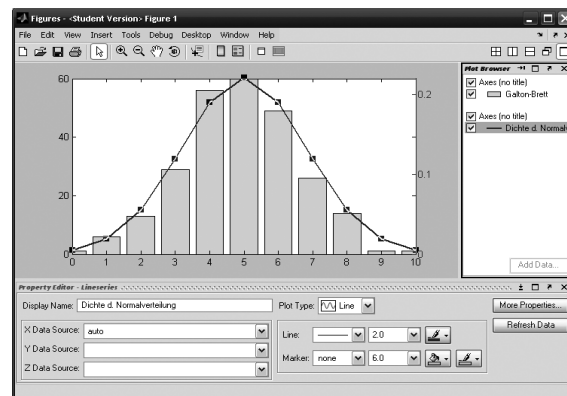 Figures - <Student Version> Figure 1
File Edit View Insert Tools Debug Desktop Window Help
Plot Browser
60
40
20
0
0 1 2 3 4 5 6 7 8 9 10
0.2
0.1
0
Axes (no title)
Galton-Brett
Axes (no title)
Dichte d. Normalv
Add Data...
Property Editor - Lineseries
Display Name: Dichte d. Normalverteilung
Plot Type: Line
More Properties...
Refresh Data
X Data Source: auto
Y Data Source:
Z Data Source:
Line: 2.0
Marker: none 6.0